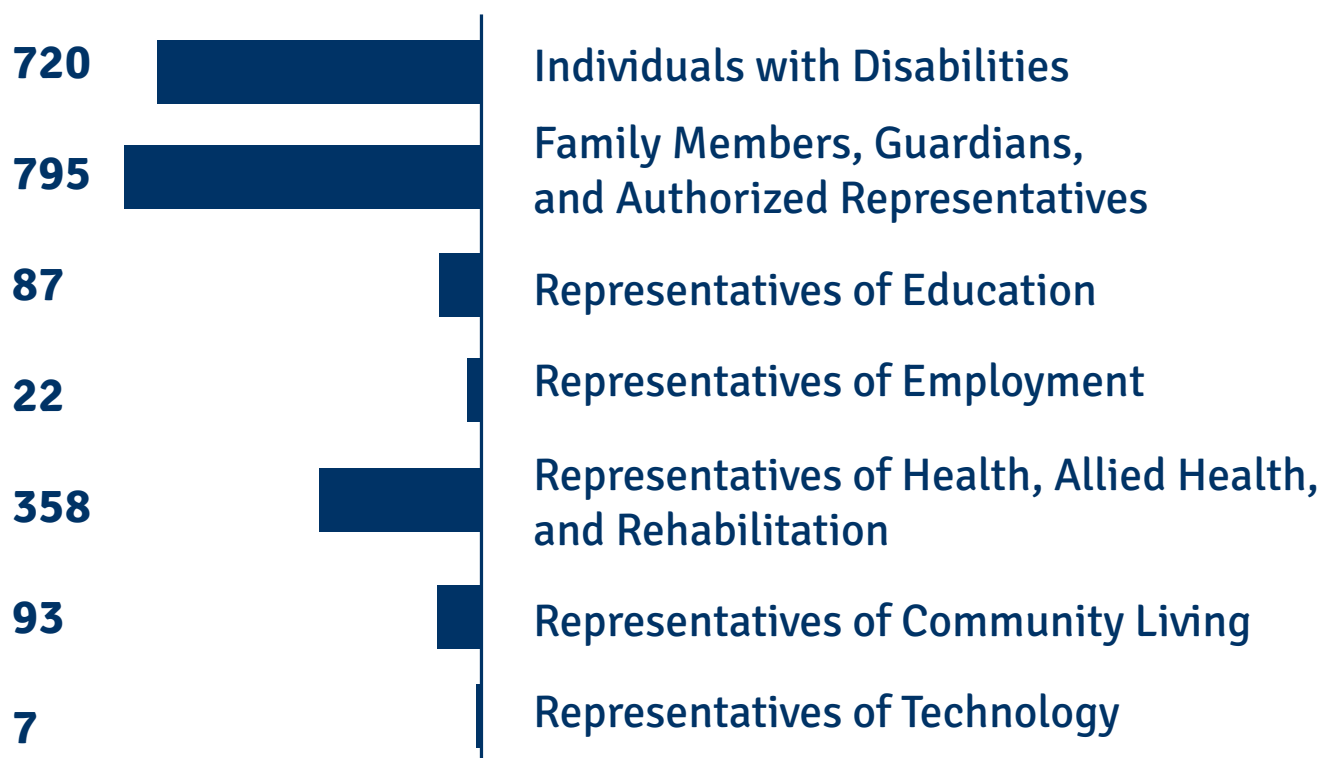 720
Individuals with Disabilities
795
Family Members, Guardians,
and Authorized Representatives
87
Representatives of Education
22
Representatives of Employment
358
Representatives of Health, Allied Health,
and Rehabilitation
93
Representatives of Community Living
7
Representatives of Technology